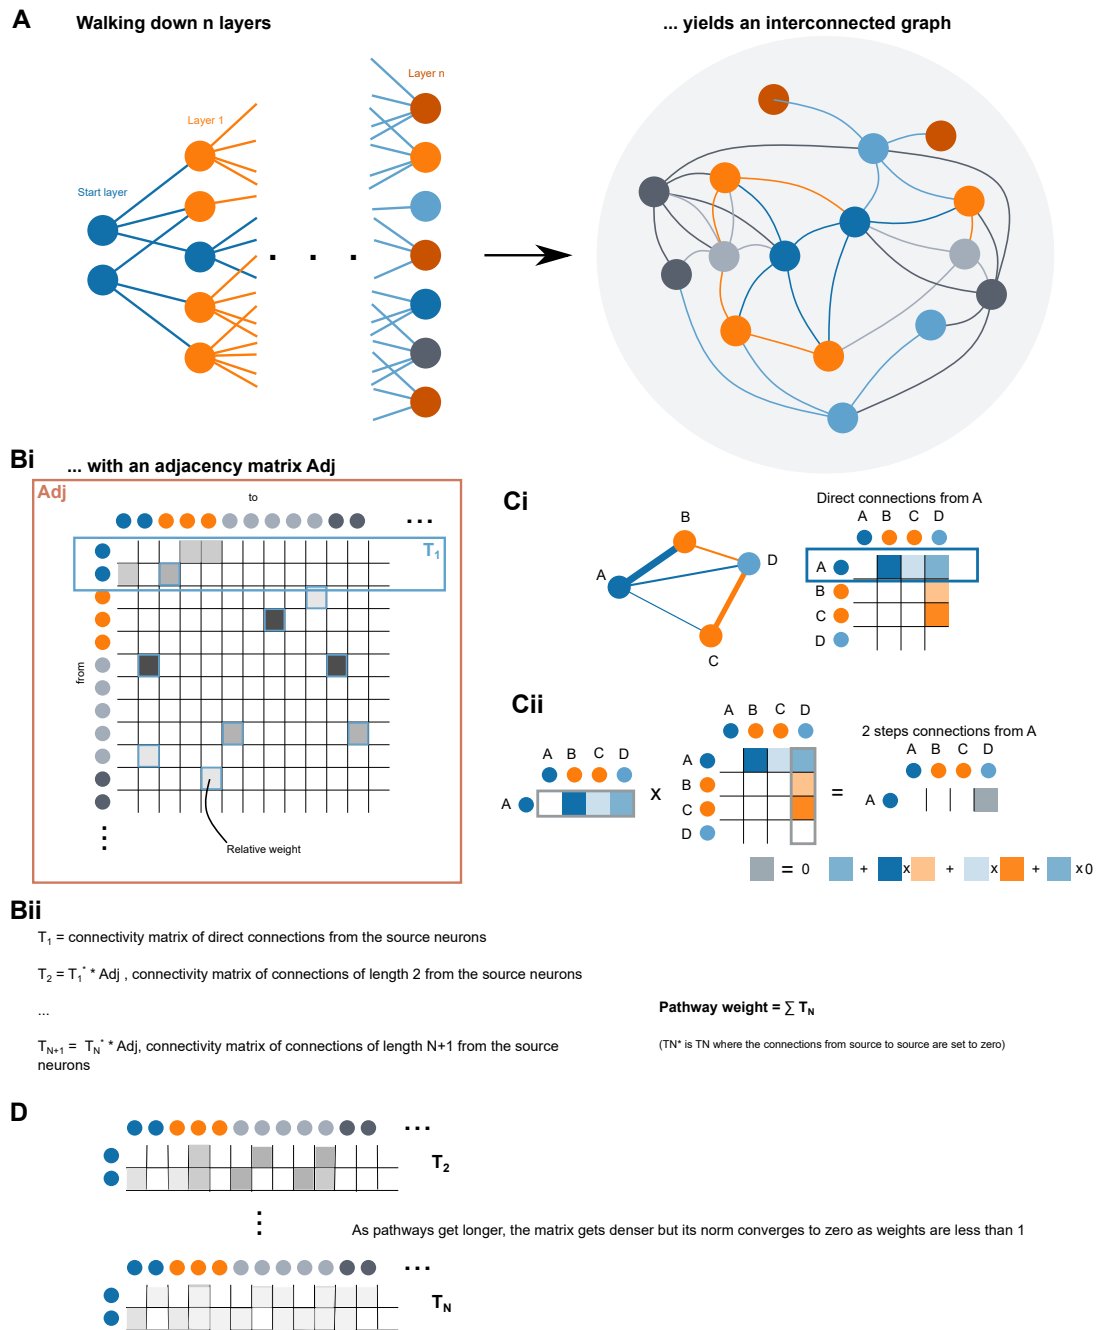 A
Walking down n layers
... yields an interconnected graph
Layer n
Layer 1
Start layer
. . .
Bi
... with an adjacency matrix Adj
Adj
to
...
T1
from
Relative weight
Ci
Direct connections from A
A B C D
A
B
C
D
B
A
D
C
Cii
A B C D
A
x
A B C D
A
B
C
D
=
2 steps connections from A
A B C D
A
= 0 + x + x + x 0
Bii
T1 = connectivity matrix of direct connections from the source neurons
T2 = T1* * Adj , connectivity matrix of connections of length 2 from the source neurons
...
TN+1 = TN* * Adj, connectivity matrix of connections of length N+1 from the source
neurons
Pathway weight = ∑ TN
(TN* is TN where the connections from source to source are set to zero)
D
...
T2
As pathways get longer, the matrix gets denser but its norm converges to zero as weights are less than 1
...
TN